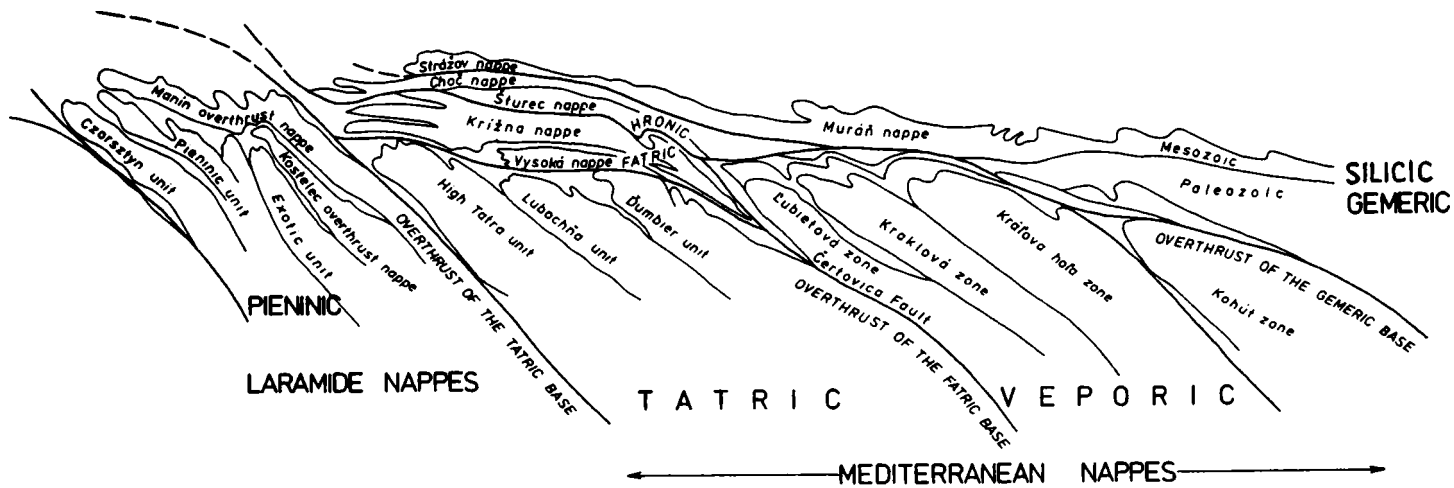 Strážov nappe
Choč nappe
Šturec nappe
Krížna nappe
HRONIC
Muráň nappe
Mesozoic
Paleozoic
SILICIC
GEMERIC
Manín overthrust nappe
Czorsztyn unit
Pieninic unit
Exotic unit
Kostelec overthrust nappe
Vysoká nappe FATRIC
High Tatra unit
Lubochňa unit
Ďumbier unit
Ľubietová zone
Kraklová zone
Kráľova hoľa zone
Kohút zone
Čertovica Fault
OVERTHRUST OF THE TATRIC BASE
OVERTHRUST OF THE FATRIC BASE
OVERTHRUST OF THE GEMERIC BASE
PIENINIC
LARAMIDE NAPPES
TATRIC
VEPORIC
MEDITERRANEAN NAPPES